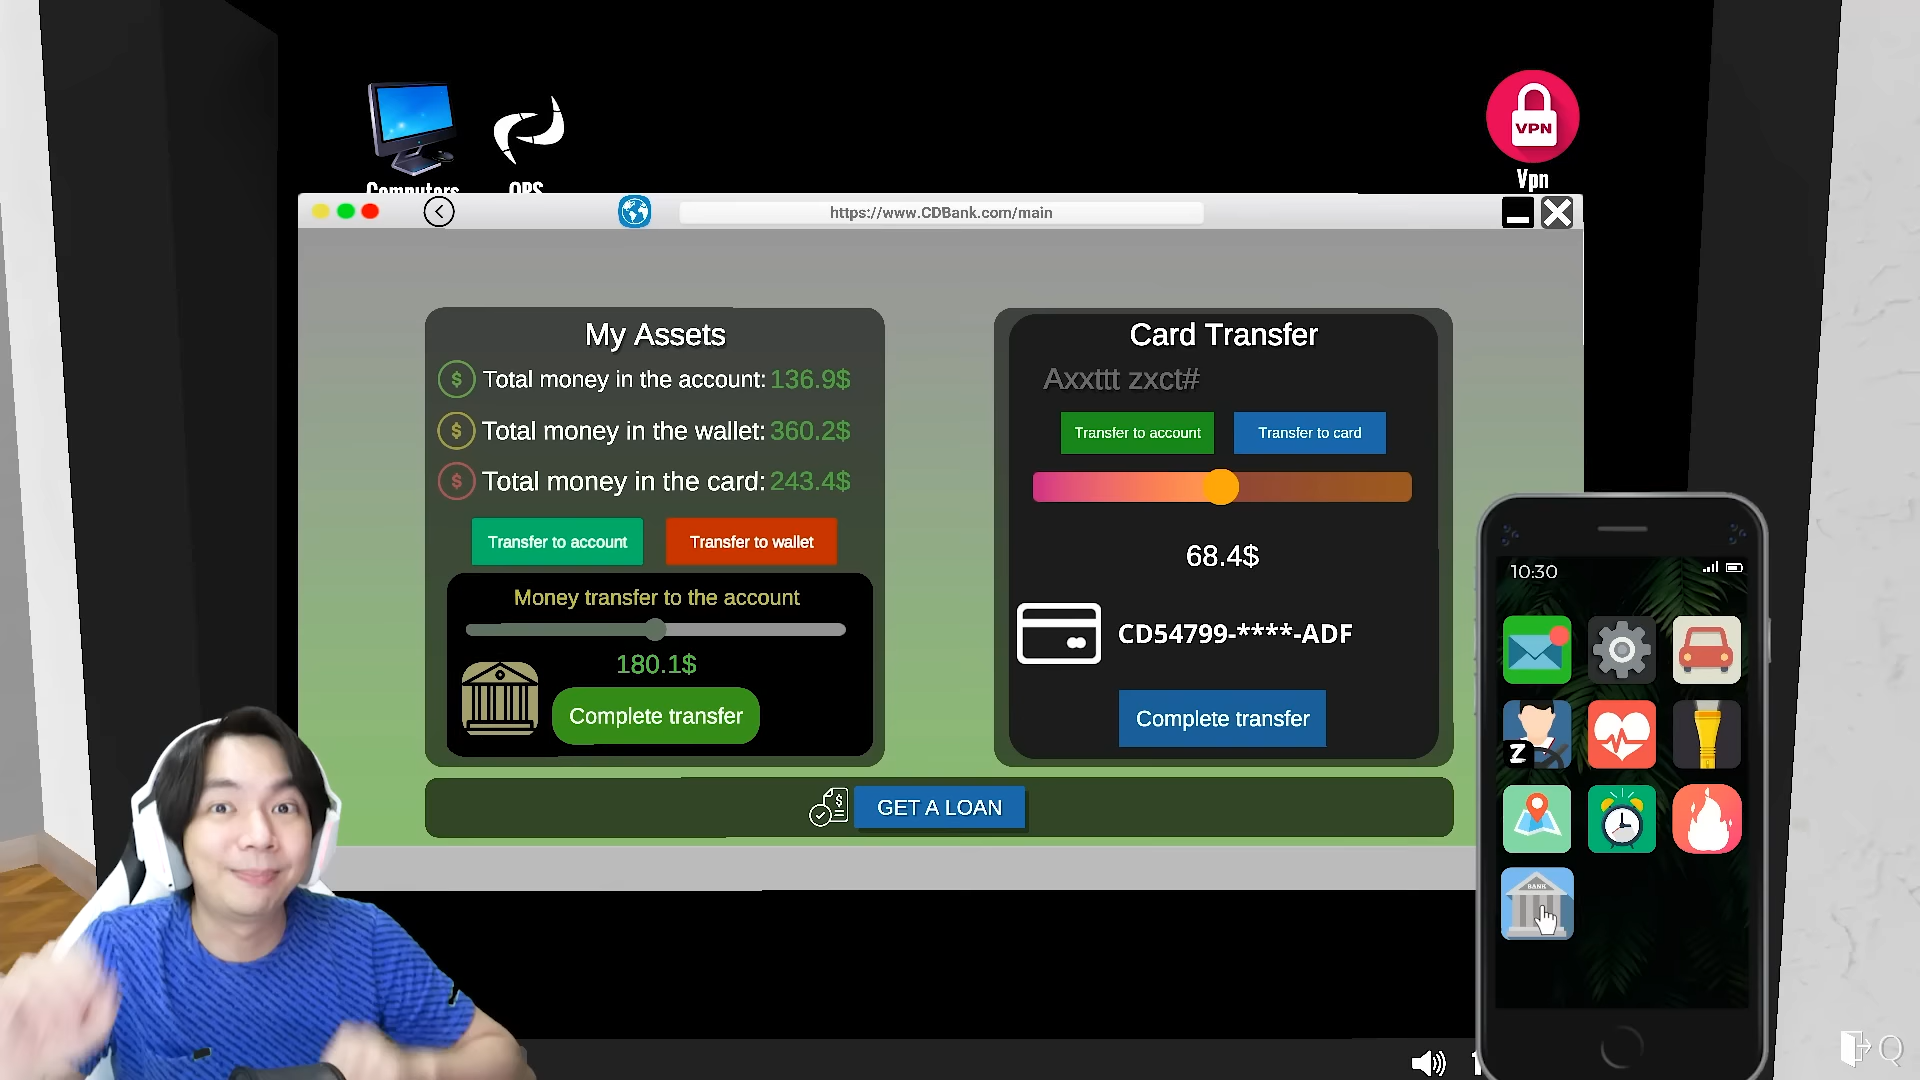 VPN
Computers
OPS
Vpn
https://www.CDBank.com/main
My Assets
Total money in the account: 136.9$
Total money in the wallet: 360.2$
Total money in the card: 243.4$
Transfer to account
Transfer to wallet
Money transfer to the account
180.1$
Complete transfer
Card Transfer
Axxttt zxct#
Transfer to account
Transfer to card
68.4$
CD54799-****-ADF
Complete transfer
GET A LOAN
10:30
Z
BANK
Q